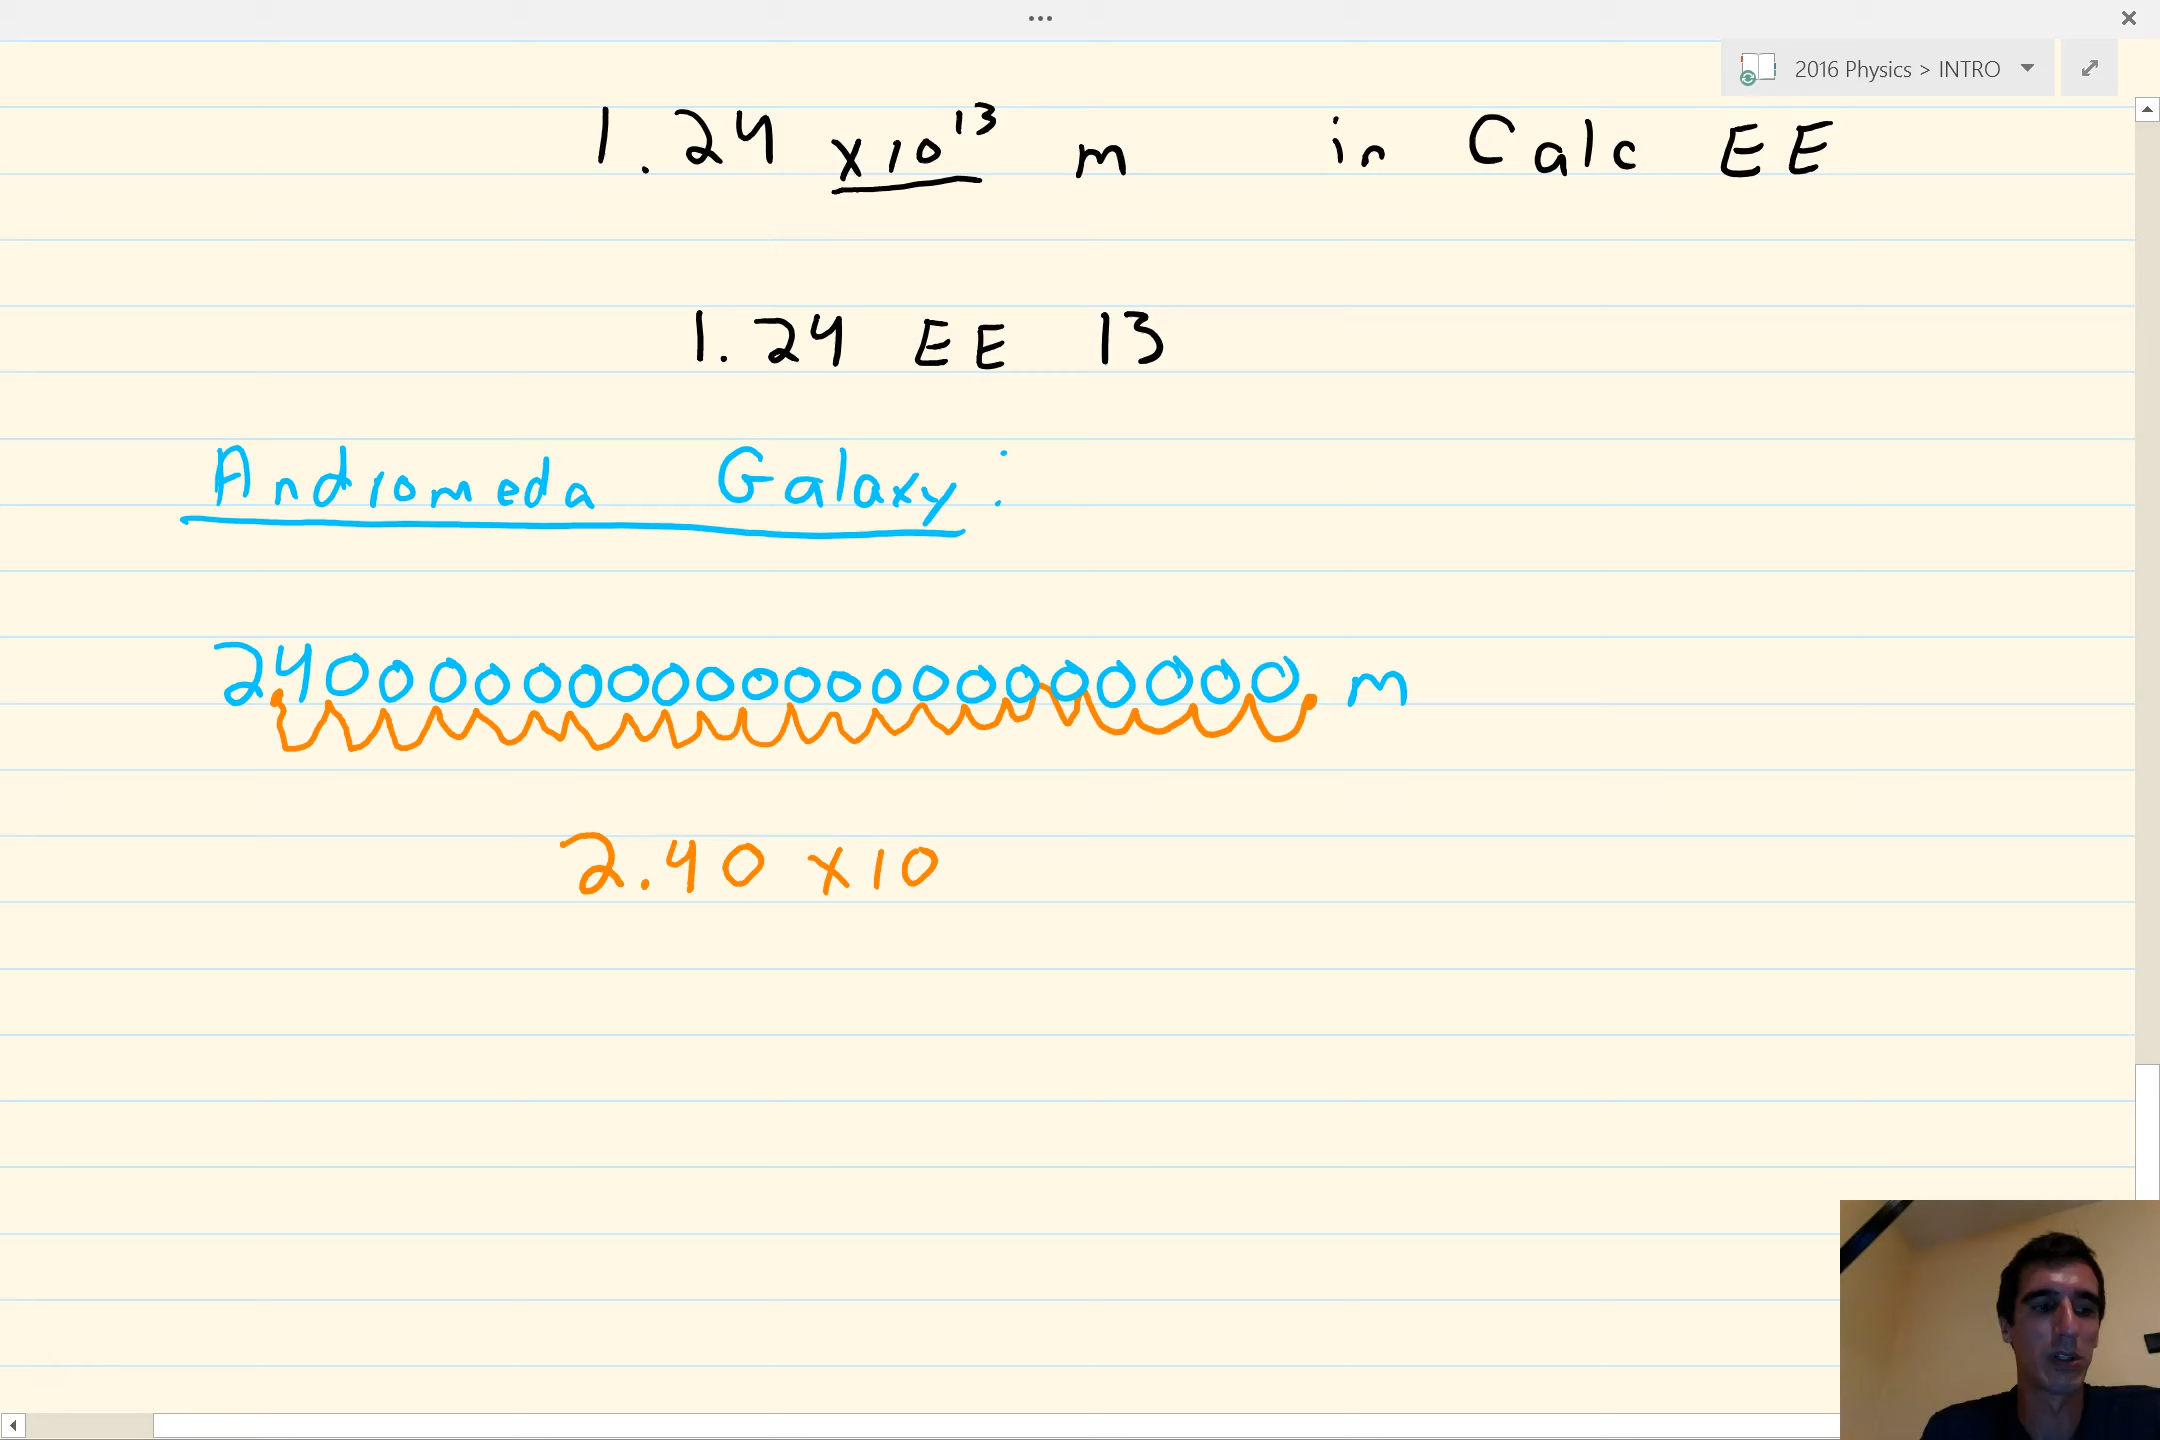 2016 Physics > INTRO
1.24 x10¹³ m in Calc EE
1.24 EE 13
Andromeda Galaxy:
24000000000000000000000. m
2.40 x10